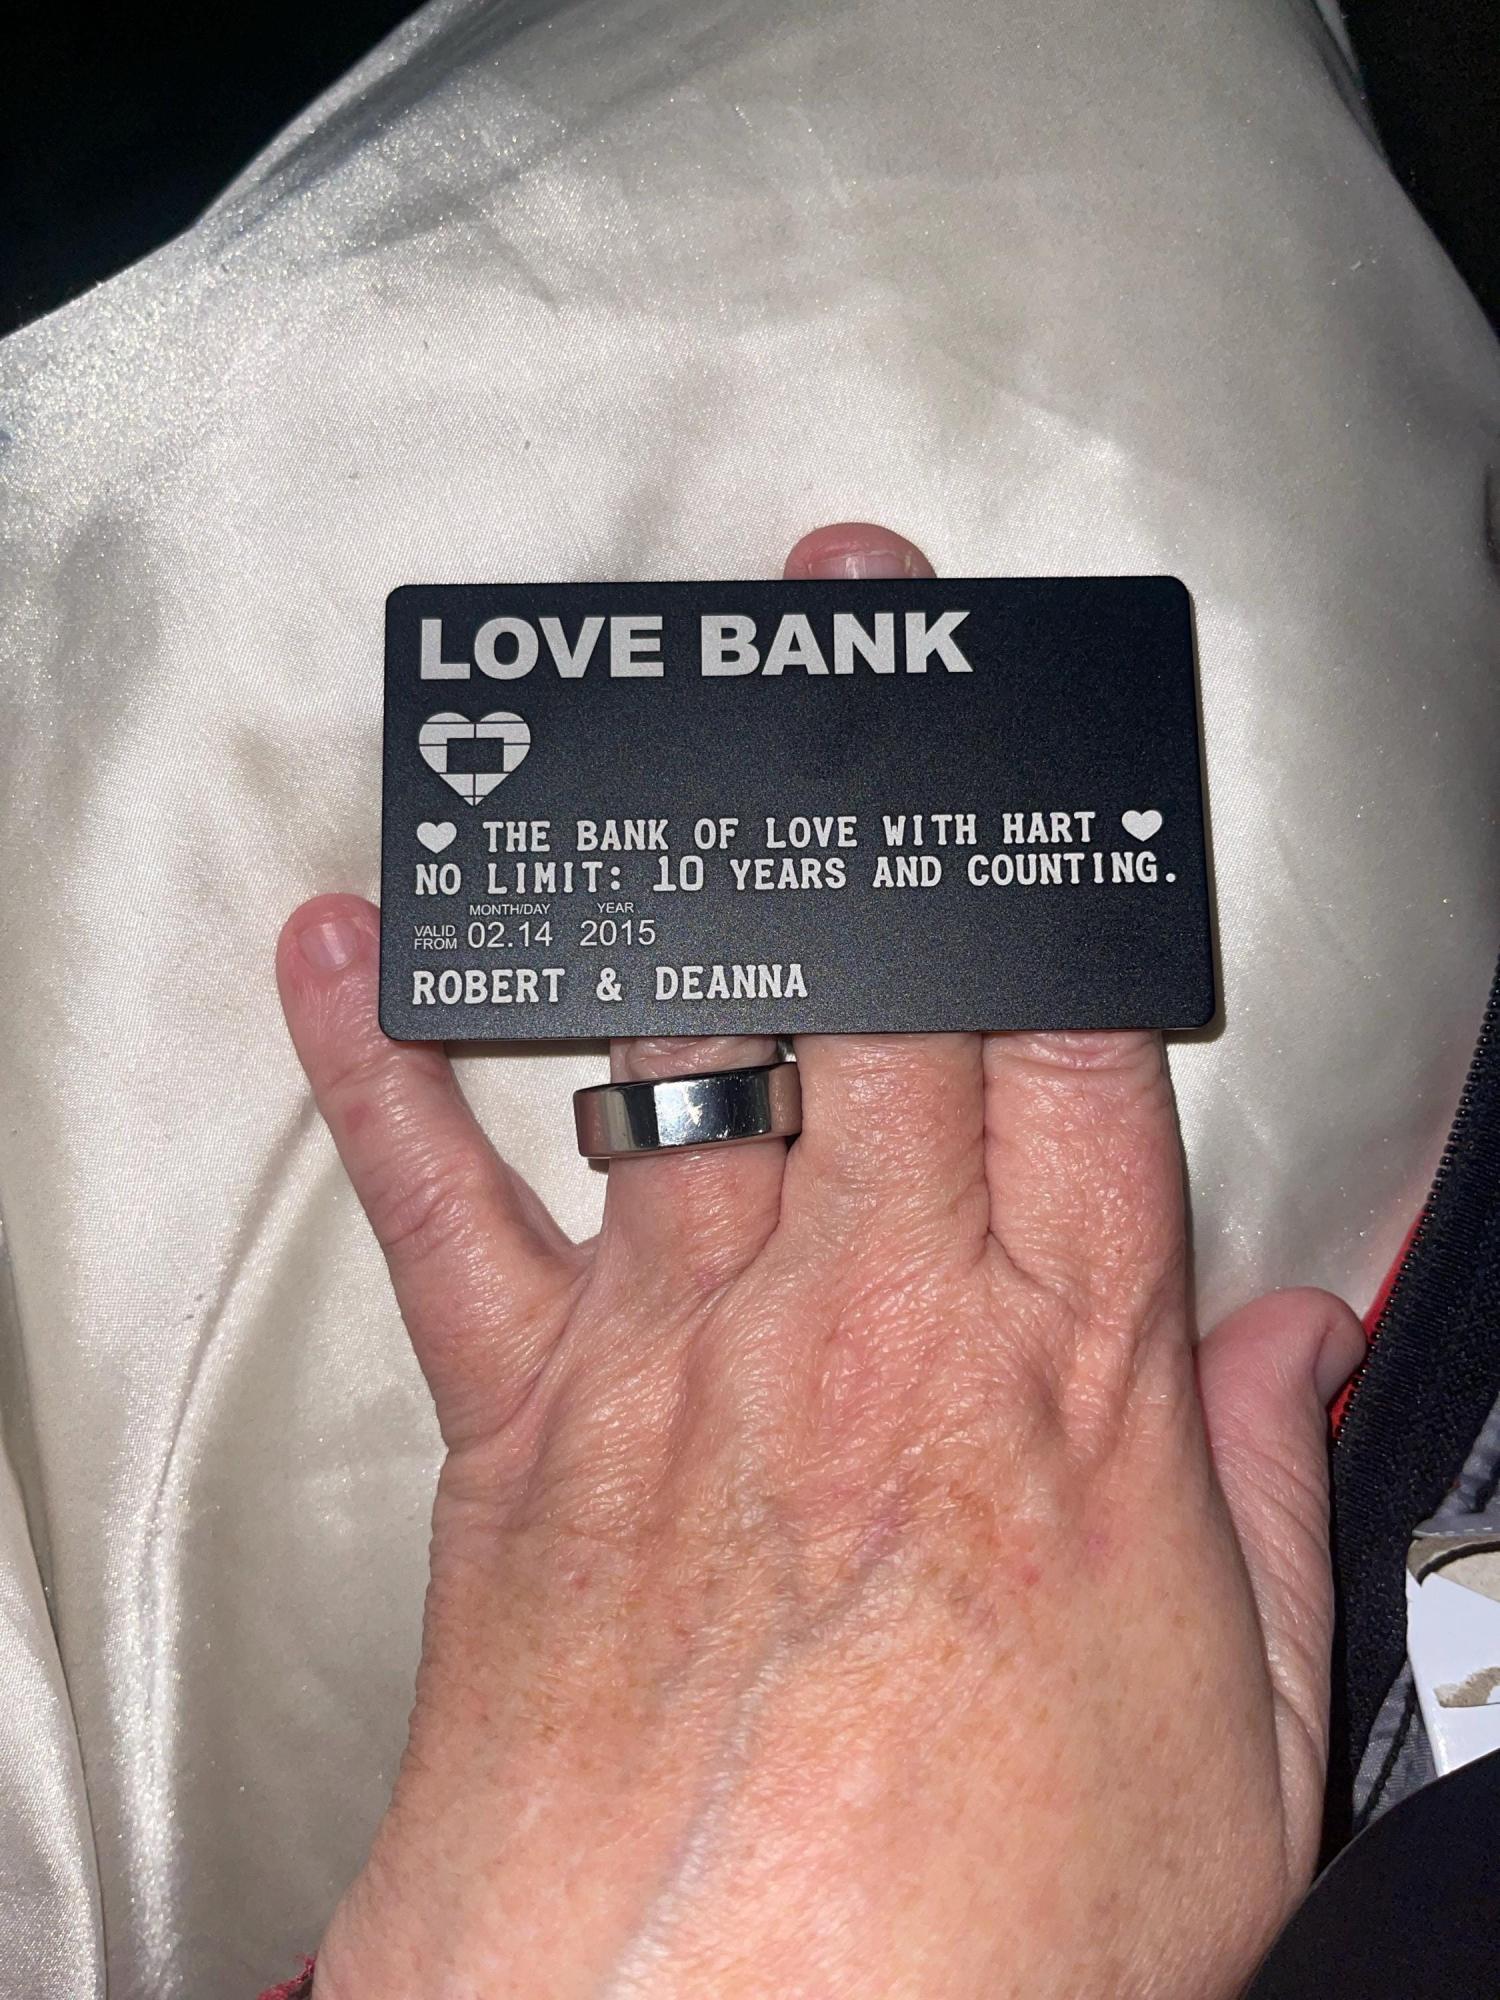 LOVE BANK
♥ THE BANK OF LOVE WITH HART ♥
NO LIMIT: 10 YEARS AND COUNTING.
MONTH/DAY YEAR
VALID FROM 02.14 2015
ROBERT & DEANNA